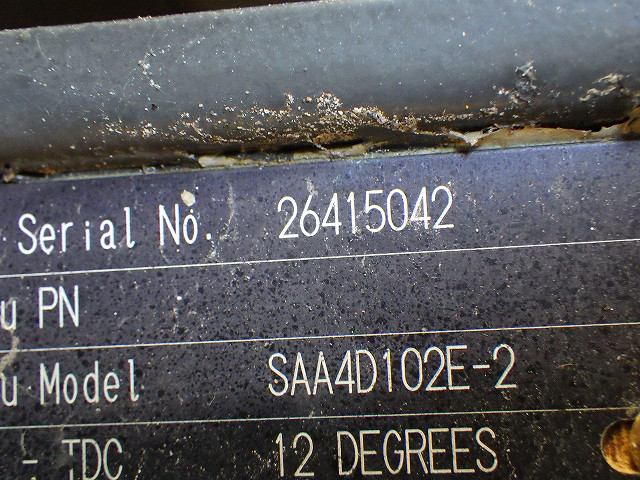 Serial No. 26415042
u PN
u Model SAA4D102E-2
- TDC 12 DEGREES